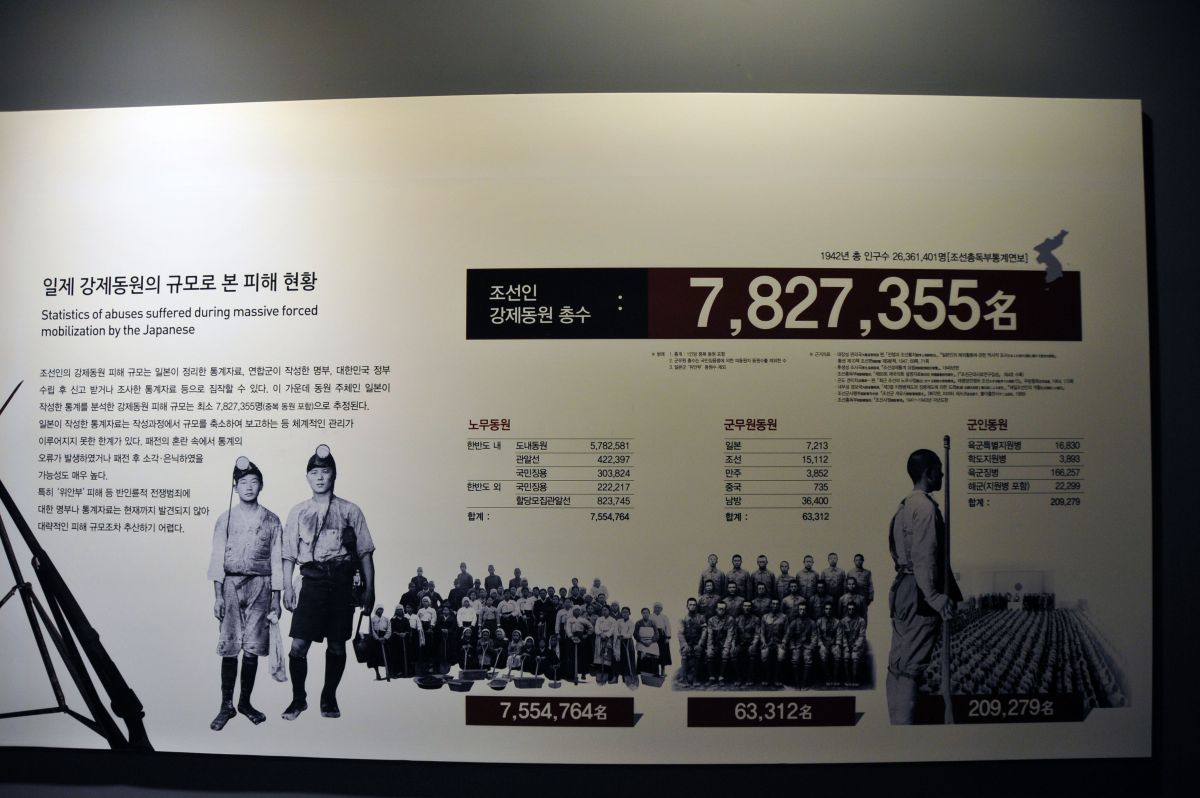 일제 강제동원의 규모로 본 피해 현황
Statistics of abuses suffered during massive forced
mobilization by the Japanese
조선인의 강제동원 피해 규모는 일본이 정리한 통계자료, 연합군이 작성한 명부, 대한민국 정부
수립 후 신고 받거나 조사한 통계자료 등으로 짐작할 수 있다. 이 가운데 동원 주체인 일본이
작성한 통계를 분석한 강제동원 피해 규모는 최소 7,827,355명(중복 동원 포함)으로 추정된다.
일본이 작성한 통계자료는 작성과정에서 규모를 축소하여 보고하는 등 체계적인 관리가
이루어지지 못한 한계가 있다. 패전의 혼란 속에서 통계의
오류가 발생하였거나 패전 후 소각·은닉하였을
가능성도 매우 높다.
특히 '위안부' 피해 등 반인륜적 전쟁범죄에
대한 명부나 통계자료는 현재까지 발견되지 않아
대략적인 피해 규모조차 추산하기 어렵다.
1942년 총 인구수 26,361,401명[조선총독부통계연보]
조선인
강제동원 총수 : 7,827,355名
노무동원
한반도 내 도내동원 5,782,581
관알선 422,397
국민징용 303,824
한반도 외 국민징용 222,217
할당모집관알선 823,745
합계 : 7,554,764
군무원동원
일본 7,213
조선 15,112
만주 3,852
중국 735
남방 36,400
합계 : 63,312
군인동원
육군특별지원병 16,830
학도지원병 3,893
육군징병 166,257
해군(지원병 포함) 22,299
합계 : 209,279
7,554,764名
63,312名
209,279名